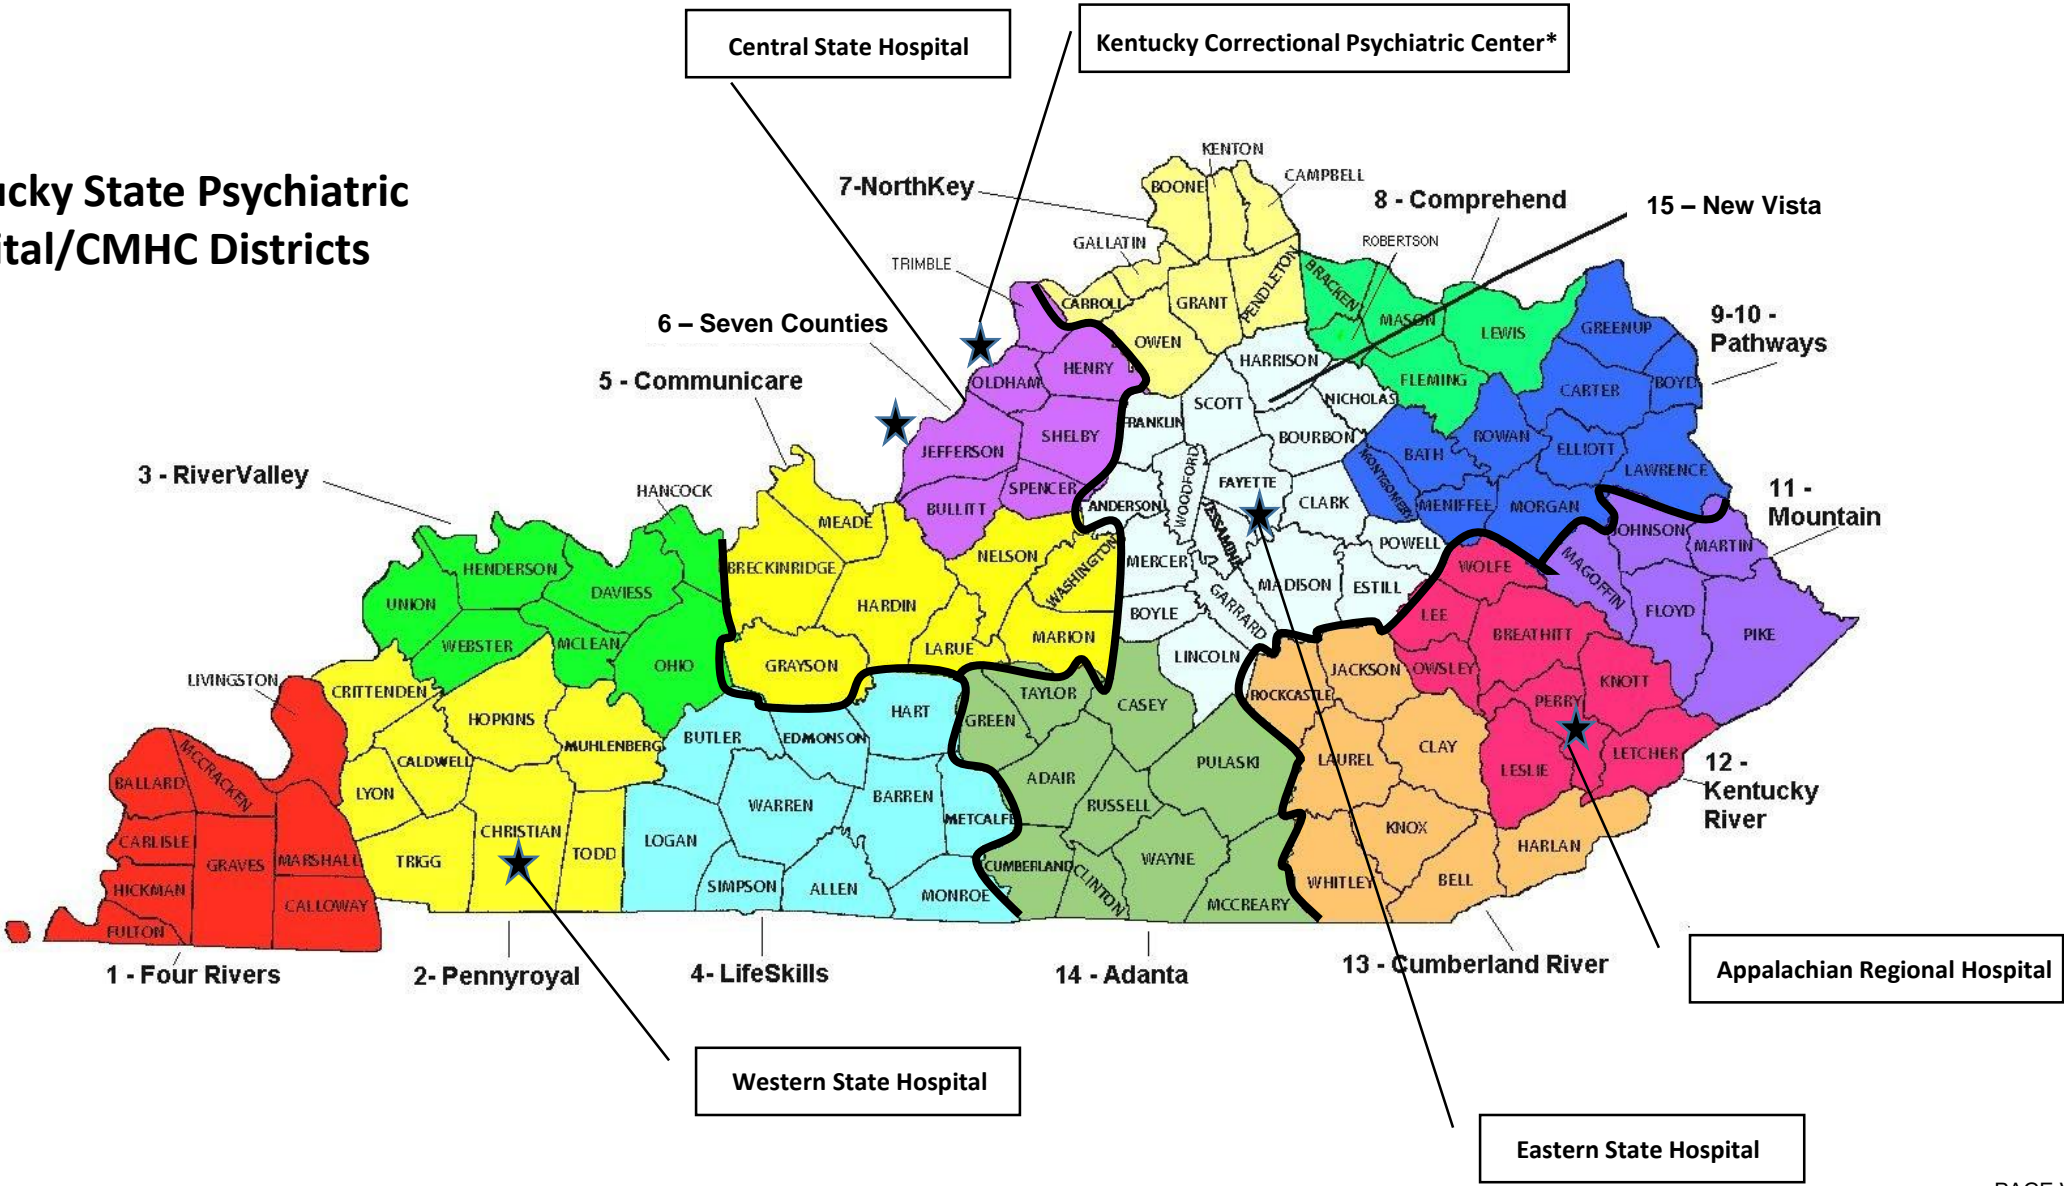 Central State Hospital
Kentucky Correctional Psychiatric Center*
ucky State Psychiatric
ital/CMHC Districts
7-NorthKey
KENTON
BOONE
CAMPBELL
8 - Comprehend
15 – New Vista
GALLATIN
ROBERTSON
TRIMBLE
PENDLETON
BRACKEN
CARROLL
GRANT
MASON
LEWIS
GREENUP
9-10 -
Pathways
6 – Seven Counties
OWEN
HARRISON
5 - Communicare
OLDHAM
HENRY
FLEMING
CARTER
BOYD
SCOTT
NICHOLAS
FRANKLIN
JEFFERSON
SHELBY
BOURBON
BATH
ROWAN
ELLIOTT
LAWRENCE
3 - RiverValley
HANCOCK
WOODFORD
FAYETTE
MONTGOMERY
SPENCER
BULLITT
ANDERSON
CLARK
MENIFFEE
MORGAN
11 -
Mountain
MEADE
JESSAMINE
POWELL
JOHNSON
MARTIN
NELSON
WASHINGTON
MERCER
WOLFE
MAGOFFIN
HENDERSON
BRECKINRIDGE
DAVIESS
MADISON
ESTILL
UNION
HARDIN
BOYLE
GARRARD
LEE
FLOYD
PIKE
WEBSTER
MCLEAN
LARUE
MARION
BREATHITT
OHIO
GRAYSON
LINCOLN
JACKSON
OWSLEY
LIVINGSTON
CRITTENDEN
KNOTT
TAYLOR
ROCKCASTLE
PERRY
HOPKINS
HART
GREEN
CASEY
BUTLER
EDMONSON
MUHLENBERG
MCCRACKEN
CALDWELL
PULASKI
LAUREL
CLAY
LESLIE
LETCHER
12 -
Kentucky
River
BALLARD
LYON
ADAIR
WARREN
BARREN
RUSSELL
METCALFE
CHRISTIAN
KNOX
CARLISLE
LOGAN
HARLAN
GRAVES
MARSHALL
TRIGG
TODD
CUMBERLAND
CLINTON
WAYNE
HICKMAN
SIMPSON
ALLEN
MONROE
WHITLEY
BELL
CALLOWAY
MCCREARY
FULTON
1 - Four Rivers
2- Pennyroyal
4- LifeSkills
14 - Adanta
13 - Cumberland River
Appalachian Regional Hospital
Western State Hospital
Eastern State Hospital